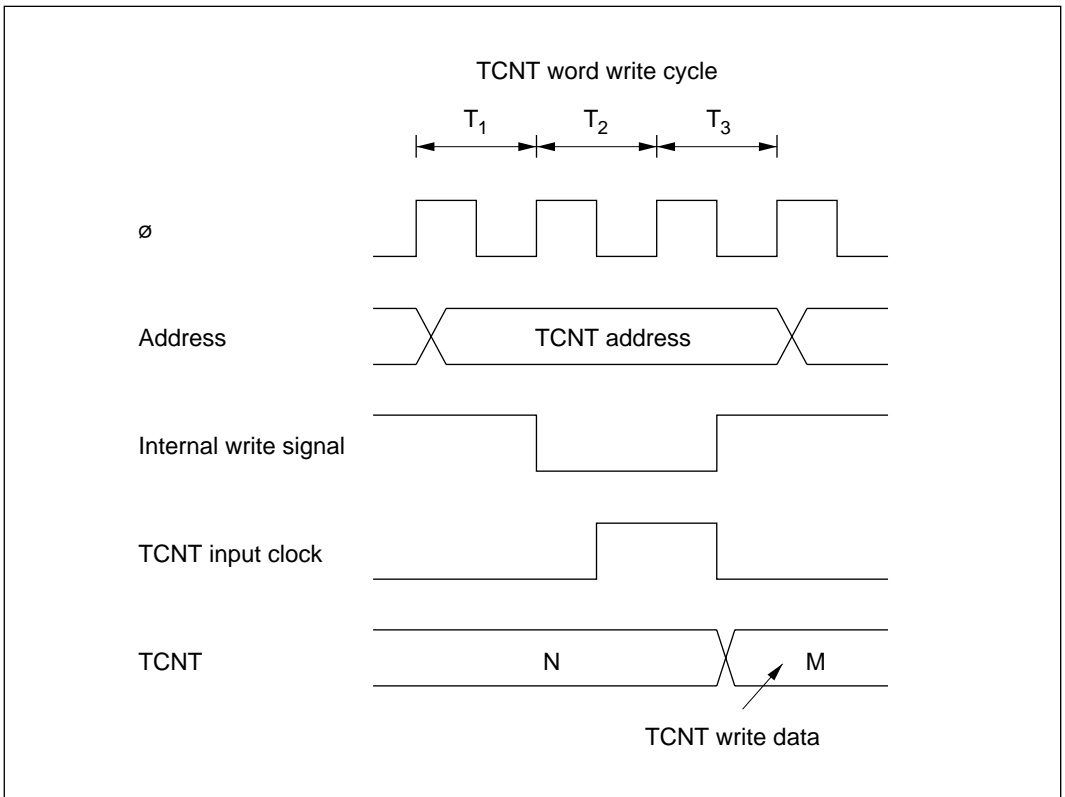 TCNT word write cycle
T1 T2 T3
ø
Address
TCNT address
Internal write signal
TCNT input clock
TCNT
N
M
TCNT write data